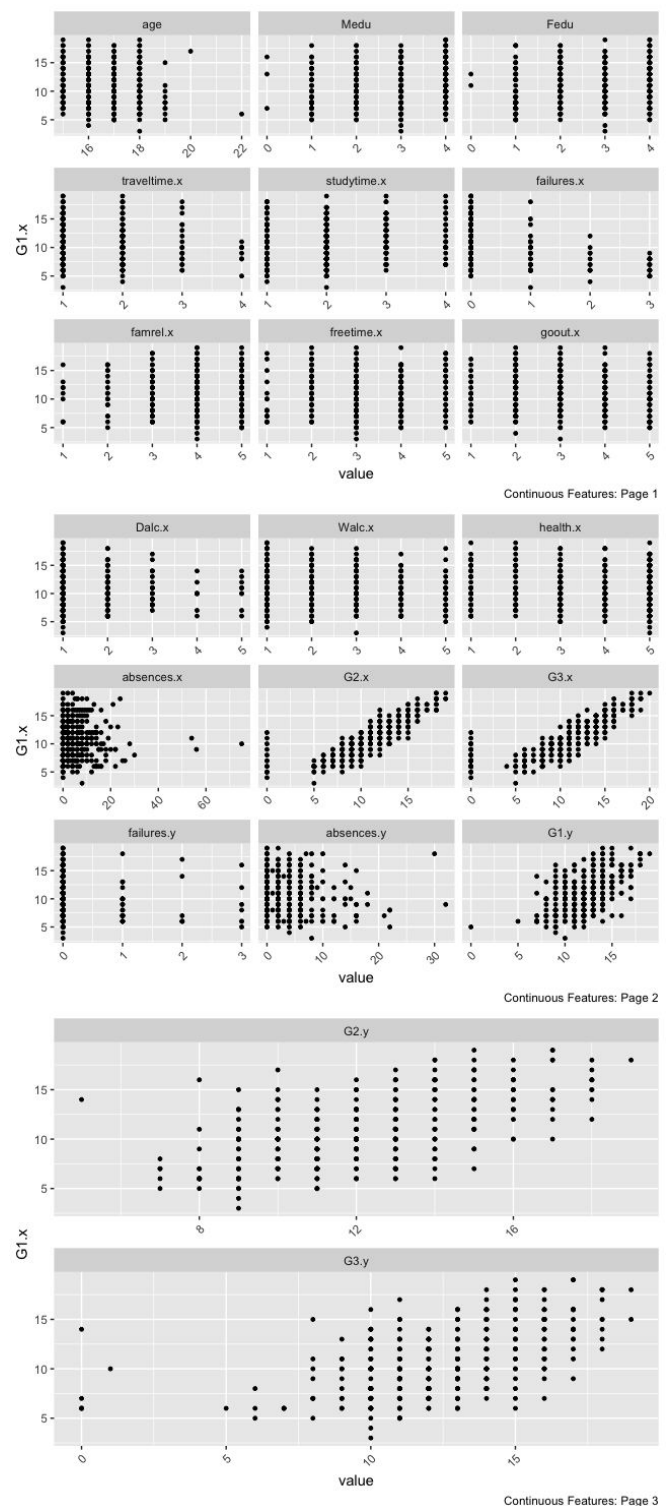 age Medu Fedu
15
10
5
16 18 20 22 0 1 2 3 4 0 1 2 3 4
traveltime.x studytime.x failures.x
15
10
5
1 2 3 4 1 2 3 4 0 1 2 3
famrel.x freetime.x goout.x
15
10
5
1 2 3 4 5 1 2 3 4 5 1 2 3 4 5
G1.x
value
Continuous Features: Page 1
Dalc.x Walc.x health.x
15
10
5
1 2 3 4 5 1 2 3 4 5 1 2 3 4 5
absences.x G2.x G3.x
15
10
5
0 20 40 60 0 5 10 15 0 5 10 15 20
failures.y absences.y G1.y
15
10
5
0 1 2 3 0 10 20 30 0 5 10 15
G1.x
value
Continuous Features: Page 2
G2.y
15
10
5
8 12 16
G3.y
15
10
5
0 5 10 15
G1.x
value
Continuous Features: Page 3